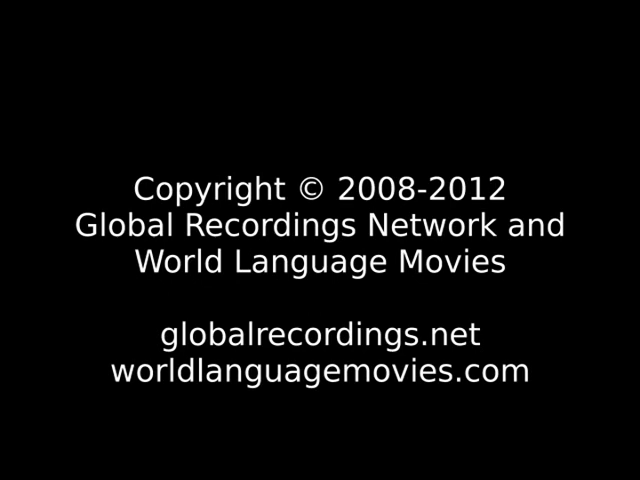 Copyright © 2008-2012
Global Recordings Network and
World Language Movies
globalrecordings.net
worldlanguagemovies.com